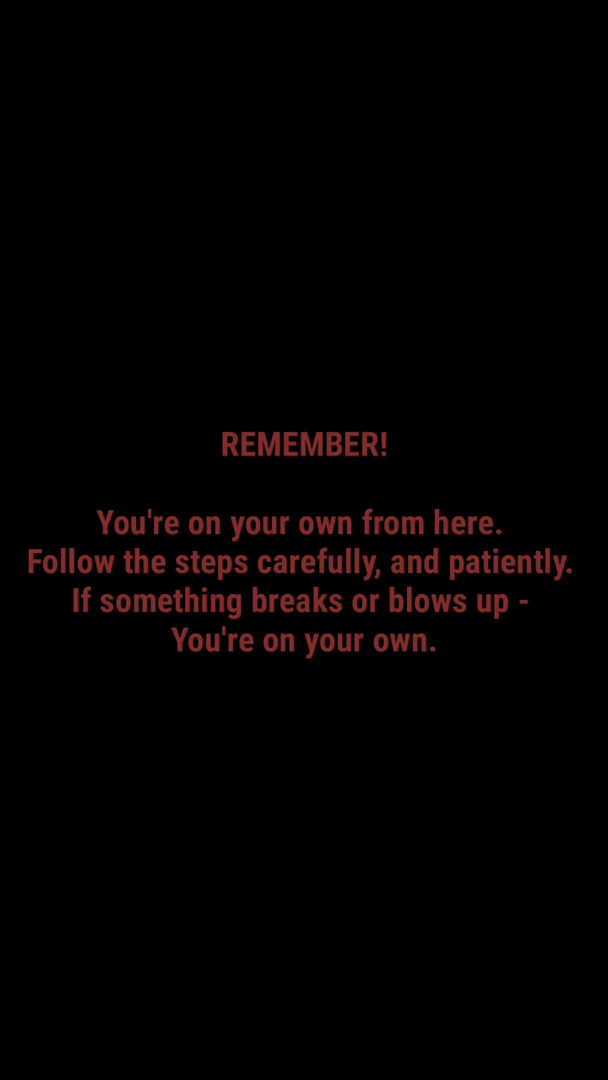 REMEMBER!
You're on your own from here.
Follow the steps carefully, and patiently.
If something breaks or blows up -
You're on your own.